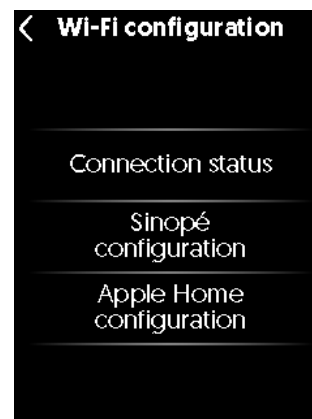 Wi-Fi configuration
Connection status
Sinopé
configuration
Apple Home
configuration